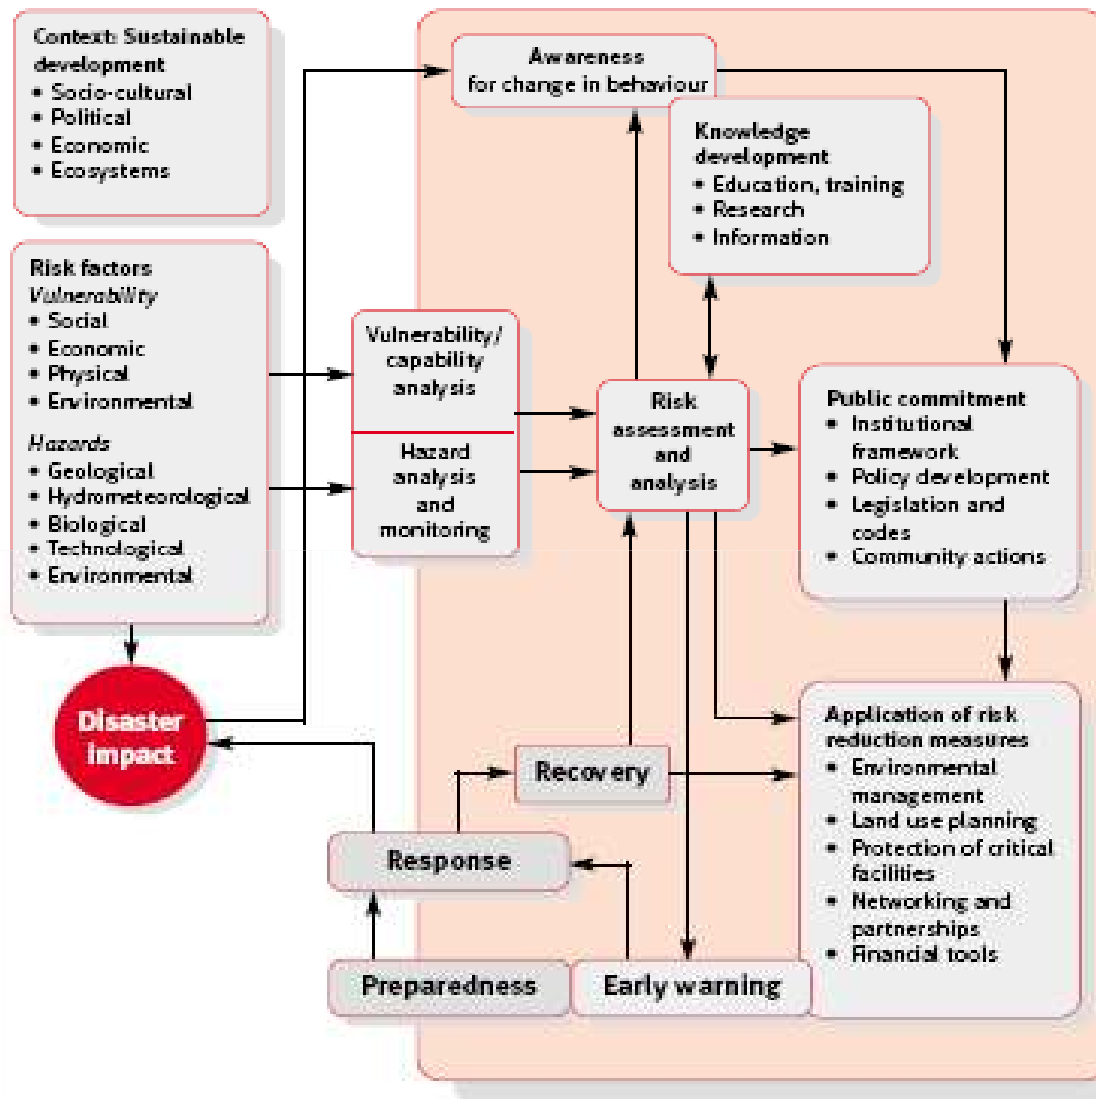 Context: Sustainable
development
• Socio-cultural
• Political
• Economic
• Ecosystems
Risk factors
Vulnerability
• Social
• Economic
• Physical
• Environmental
Hazards
• Geological
• Hydrometeorological
• Biological
• Technological
• Environmental
Disaster
impact
Awareness
for change in behaviour
Knowledge
development
• Education, training
• Research
• Information
Vulnerability/
capability
analysis
Hazard
analysis
and
monitoring
Risk
assessment
and
analysis
Public commitment
• Institutional
framework
• Policy development
• Legislation and
codes
• Community actions
Application of risk
reduction measures
• Environmental
management
• Land use planning
• Protection of critical
facilities
• Networking and
partnerships
• Financial tools
Recovery
Response
Preparedness
Early warning